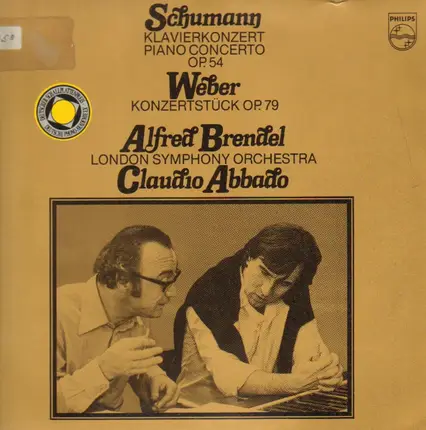 Schumann
KLAVIERKONZERT
PIANO CONCERTO
OP. 54
Weber
KONZERTSTÜCK OP. 79
Alfred Brendel
LONDON SYMPHONY ORCHESTRA
Claudio Abbado
PHILIPS